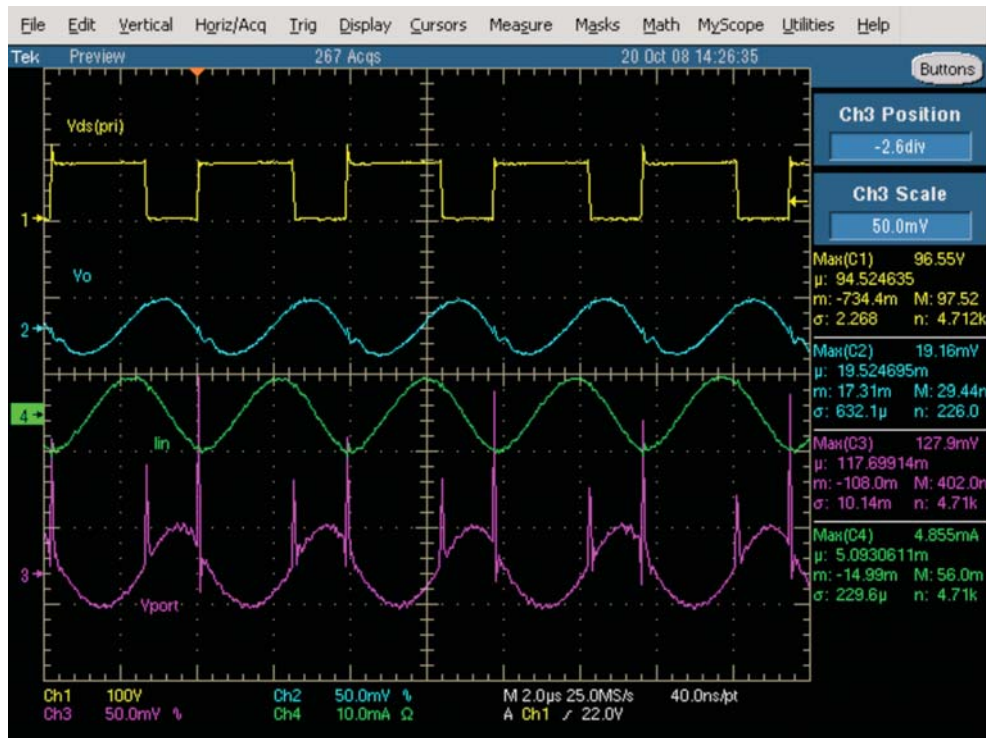 File Edit Vertical Horiz/Acq Trig Display Cursors Measure Masks Math MyScope Utilities Help
Tek Preview 267 Acqs 20 Oct 08 14:26:35
Buttons
Ch3 Position
-2.6div
Ch3 Scale
50.0mV
Max(C1) 96.55V
µ: 94.524635
m: -734.4m M: 97.52
σ: 2.268 n: 4.712k
Max(C2) 19.16mV
µ: 19.524695m
m: 17.31m M: 29.44m
σ: 632.1µ n: 226.0
Max(C3) 127.9mV
µ: 117.69914m
m: -108.0m M: 402.0m
σ: 10.14m n: 4.71k
Max(C4) 4.855mA
µ: 5.0930611m
m: -14.99m M: 56.0m
σ: 229.6µ n: 4.71k
Vds(pri)
1
Vo
2
4
Iin
3
Vport
Ch1 100V Ch2 50.0mV M 2.0µs 25.0MS/s 40.0ns/pt
Ch3 50.0mV Ch4 10.0mA Ω A Ch1 22.0V